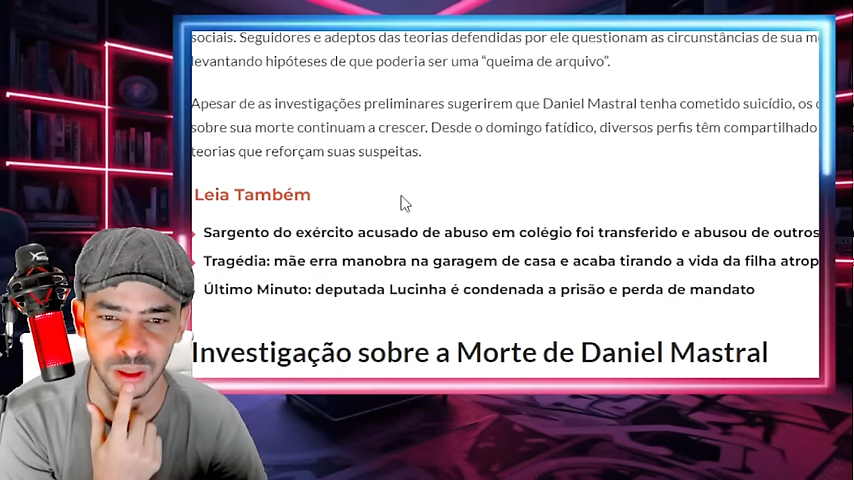 sociais. Seguidores e adeptos das teorias defendidas por ele questionam as circunstâncias de sua
levantando hipóteses de que poderia ser uma “queima de arquivo”.
Apesar de as investigações preliminares sugerirem que Daniel Mastral tenha cometido suicídio, os
sobre sua morte continuam a crescer. Desde o domingo fatídico, diversos perfis têm compartilhado
teorias que reforçam suas suspeitas.
Leia Também
Sargento do exército acusado de abuso em colégio foi transferido e abusou de outros
Tragédia: mãe erra manobra na garagem de casa e acaba tirando a vida da filha atrop
Último Minuto: deputada Lucinha é condenada a prisão e perda de mandato
Investigação sobre a Morte de Daniel Mastral